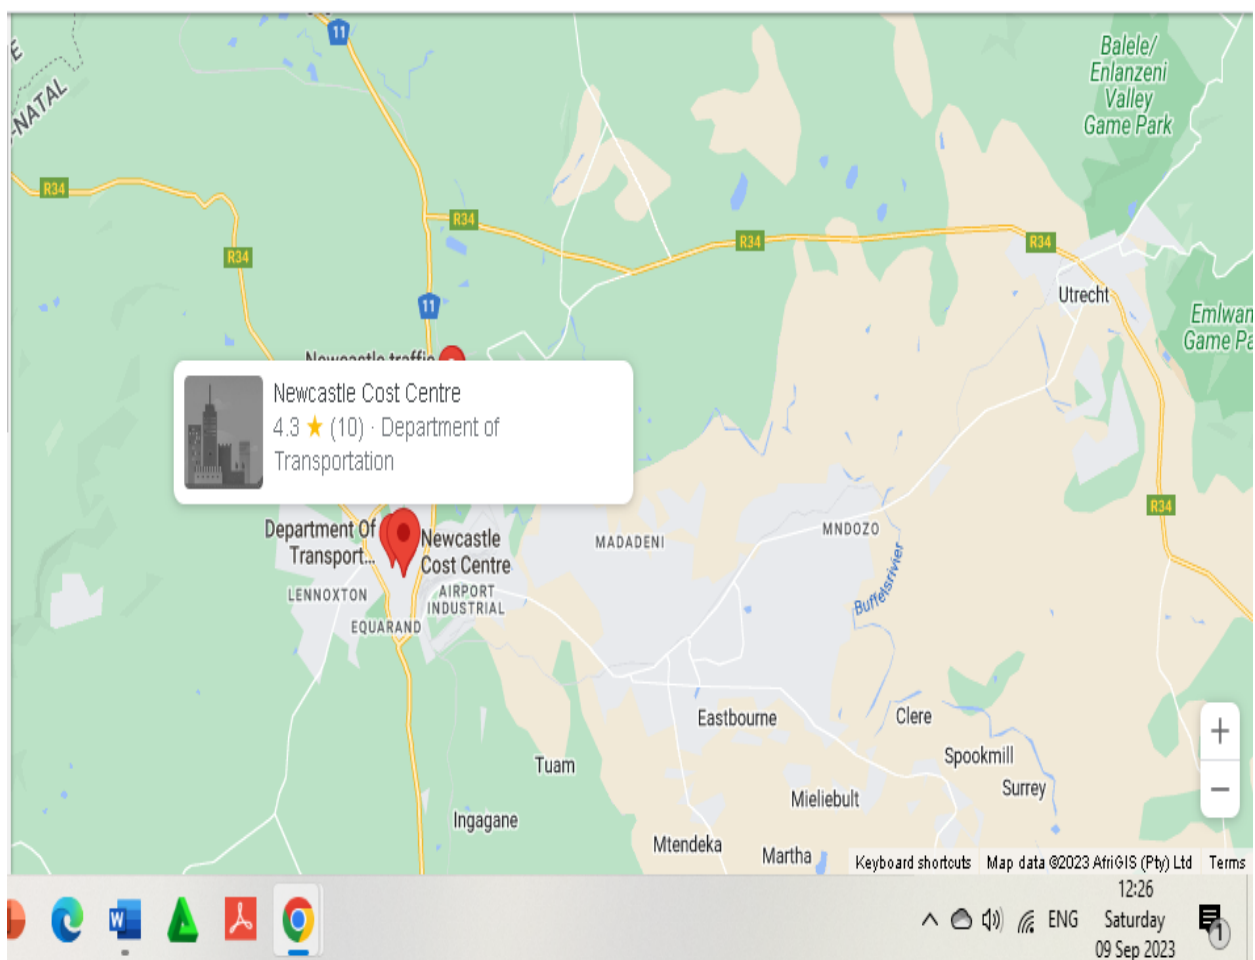 11
Balele/
Enlanzeni
Valley
Game Park
-NATAL
R34
R34
R34
R34
R34
Utrecht
11
Emlwan
Game Pa
Newcastle traffic
Newcastle Cost Centre
4.3 ★ (10) · Department of
Transportation
R34
Department Of
Transport...
Newcastle
Cost Centre
MADADENI
MNDOZO
Buffelsrivier
LENNOXTON
AIRPORT
INDUSTRIAL
EQUARAND
Eastbourne
Clere
Spookmill
Surrey
Tuam
Mieliebult
Ingagane
Mtendeka
Martha
+
−
Keyboard shortcuts Map data ©2023 AfriGIS (Pty) Ltd Terms
W
ENG
12:26
Saturday
09 Sep 2023
1